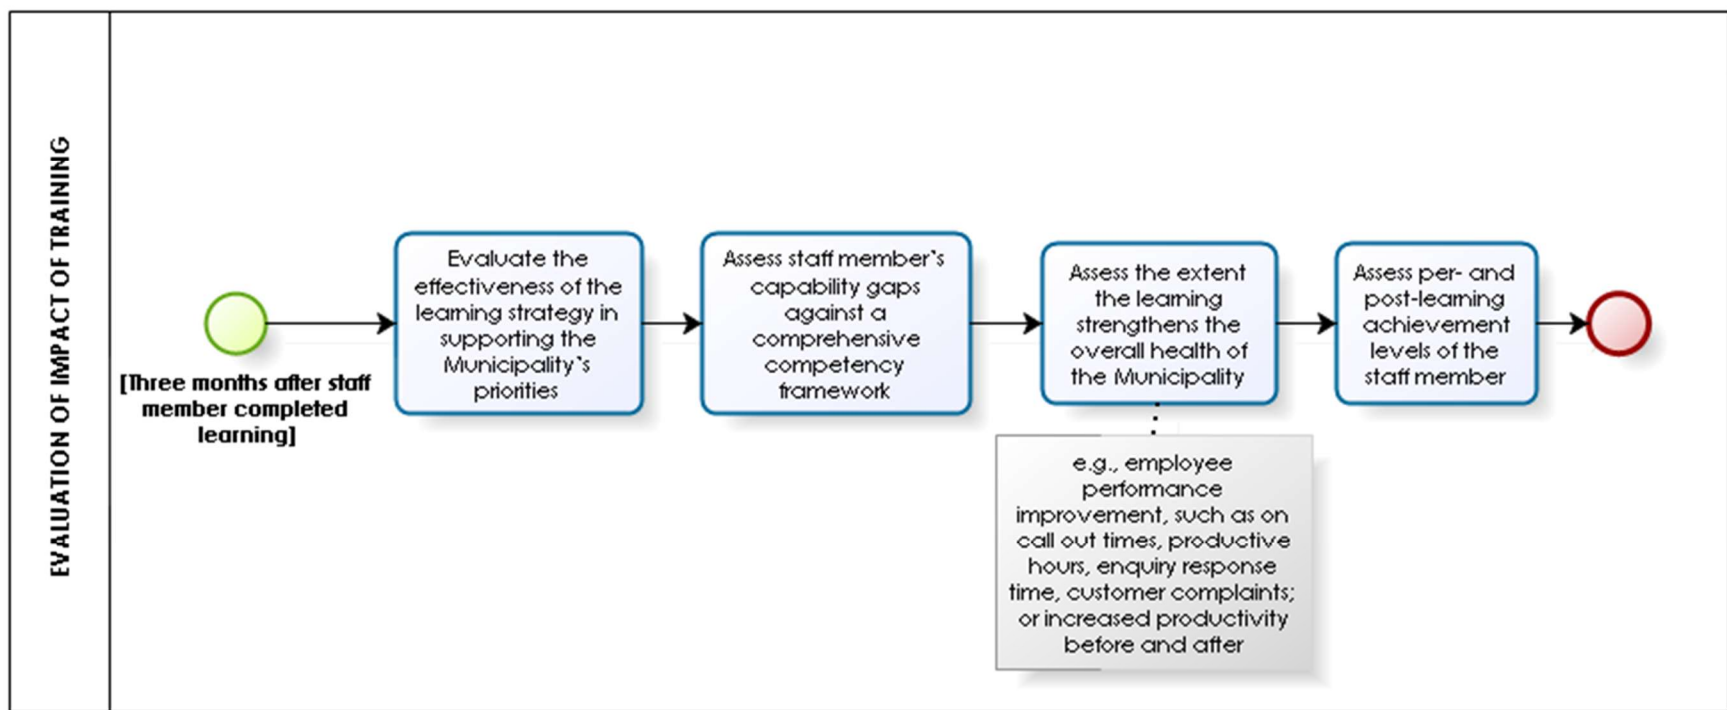 EVALUATION OF IMPACT OF TRAINING
[Three months after staff
member completed
learning]
Evaluate the
effectiveness of the
learning strategy in
supporting the
Municipality`s
priorities
Assess staff member`s
capability gaps
against a
comprehensive
competency
framework
Assess the extent
the learning
strengthens the
overall health of
the Municipality
e.g., employee
performance
improvement, such as on
call out times, productive
hours, enquiry response
time, customer complaints;
or increased productivity
before and after
Assess per- and
post-learning
achievement
levels of the
staff member